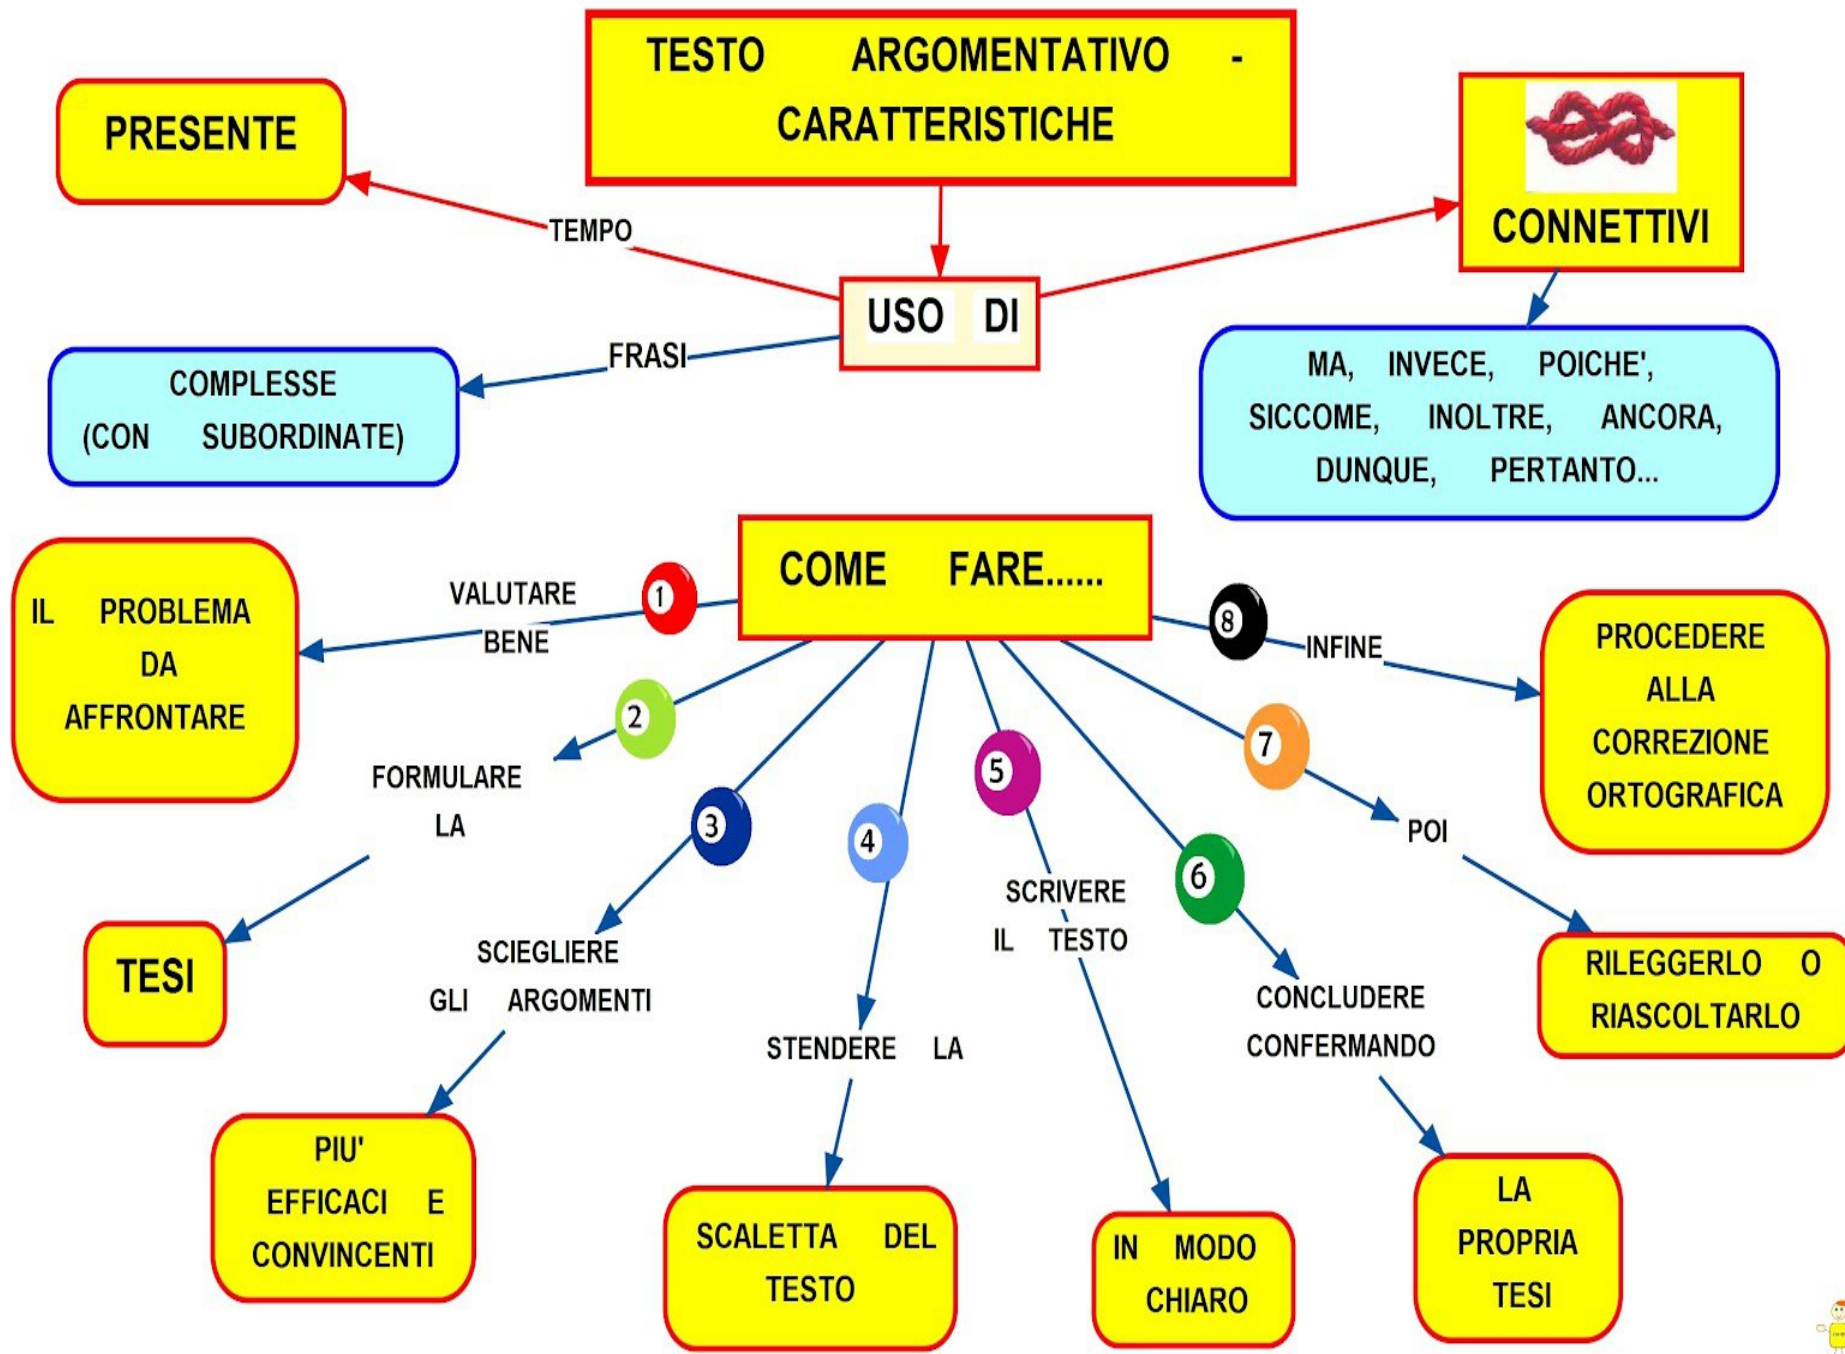 TESTO ARGOMENTATIVO -
CARATTERISTICHE
PRESENTE
CONNETTIVI
TEMPO
USO DI
FRASI
COMPLESSE
(CON SUBORDINATE)
MA, INVECE, POICHE',
SICCOME, INOLTRE, ANCORA,
DUNQUE, PERTANTO...
COME FARE......
1
VALUTARE
BENE
IL PROBLEMA
DA
AFFRONTARE
2
FORMULARE
LA
TESI
3
SCIEGLIERE
GLI ARGOMENTI
PIU'
EFFICACI E
CONVINCENTI
4
STENDERE LA
SCALETTA DEL
TESTO
5
SCRIVERE
IL TESTO
IN MODO
CHIARO
6
CONCLUDERE
CONFERMANDO
LA
PROPRIA
TESI
7
POI
RILEGGERLO O
RIASCOLTARLO
8
INFINE
PROCEDERE
ALLA
CORREZIONE
ORTOGRAFICA